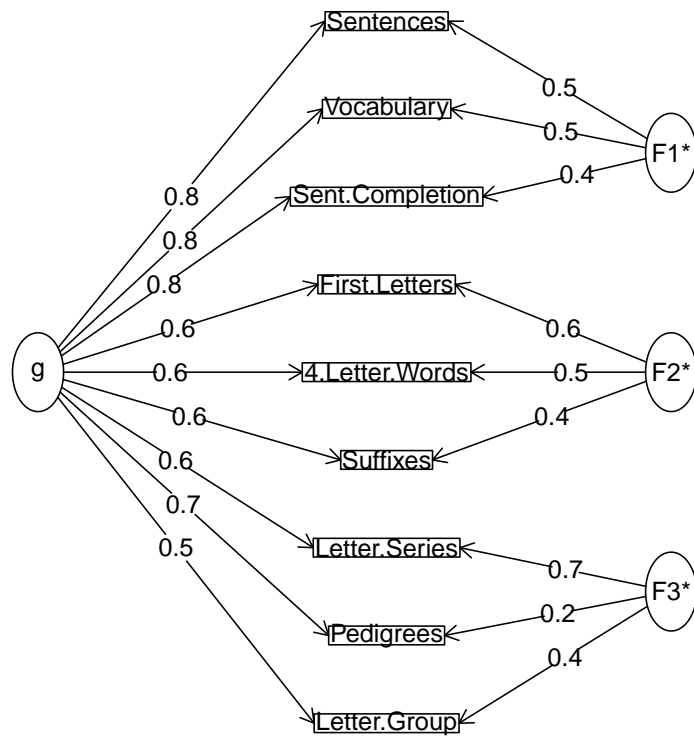 Sentences
0.5
Vocabulary
0.5
F1*
0.8
Sent.Completion
0.4
0.8
0.8
First.Letters
0.6
0.6
g
0.6
4.Letter.Words
0.5
F2*
0.6
0.4
Suffixes
0.6
0.7
0.5
Letter.Series
0.7
F3*
Pedigrees
0.2
0.4
Letter.Group